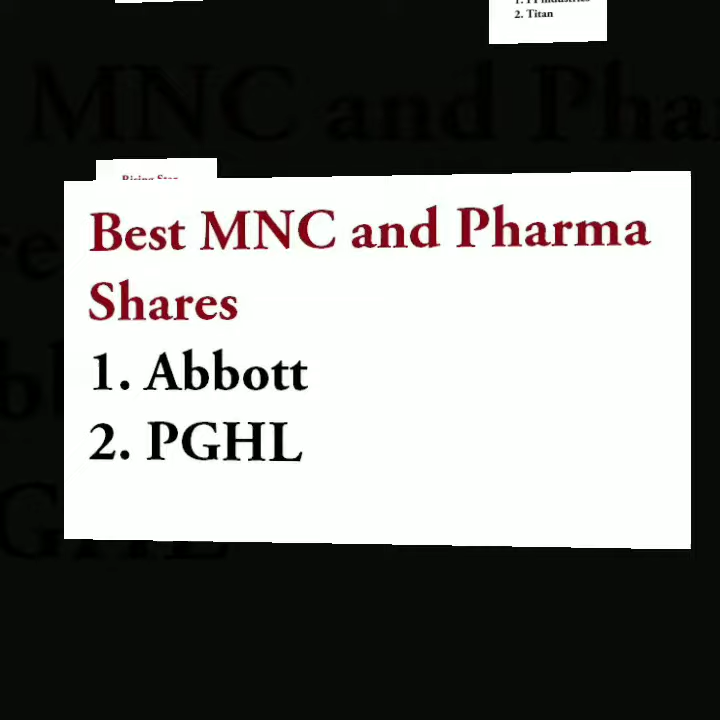 2. Titan
Best MNC and Pharma
Shares
1. Abbott
2. PGHL